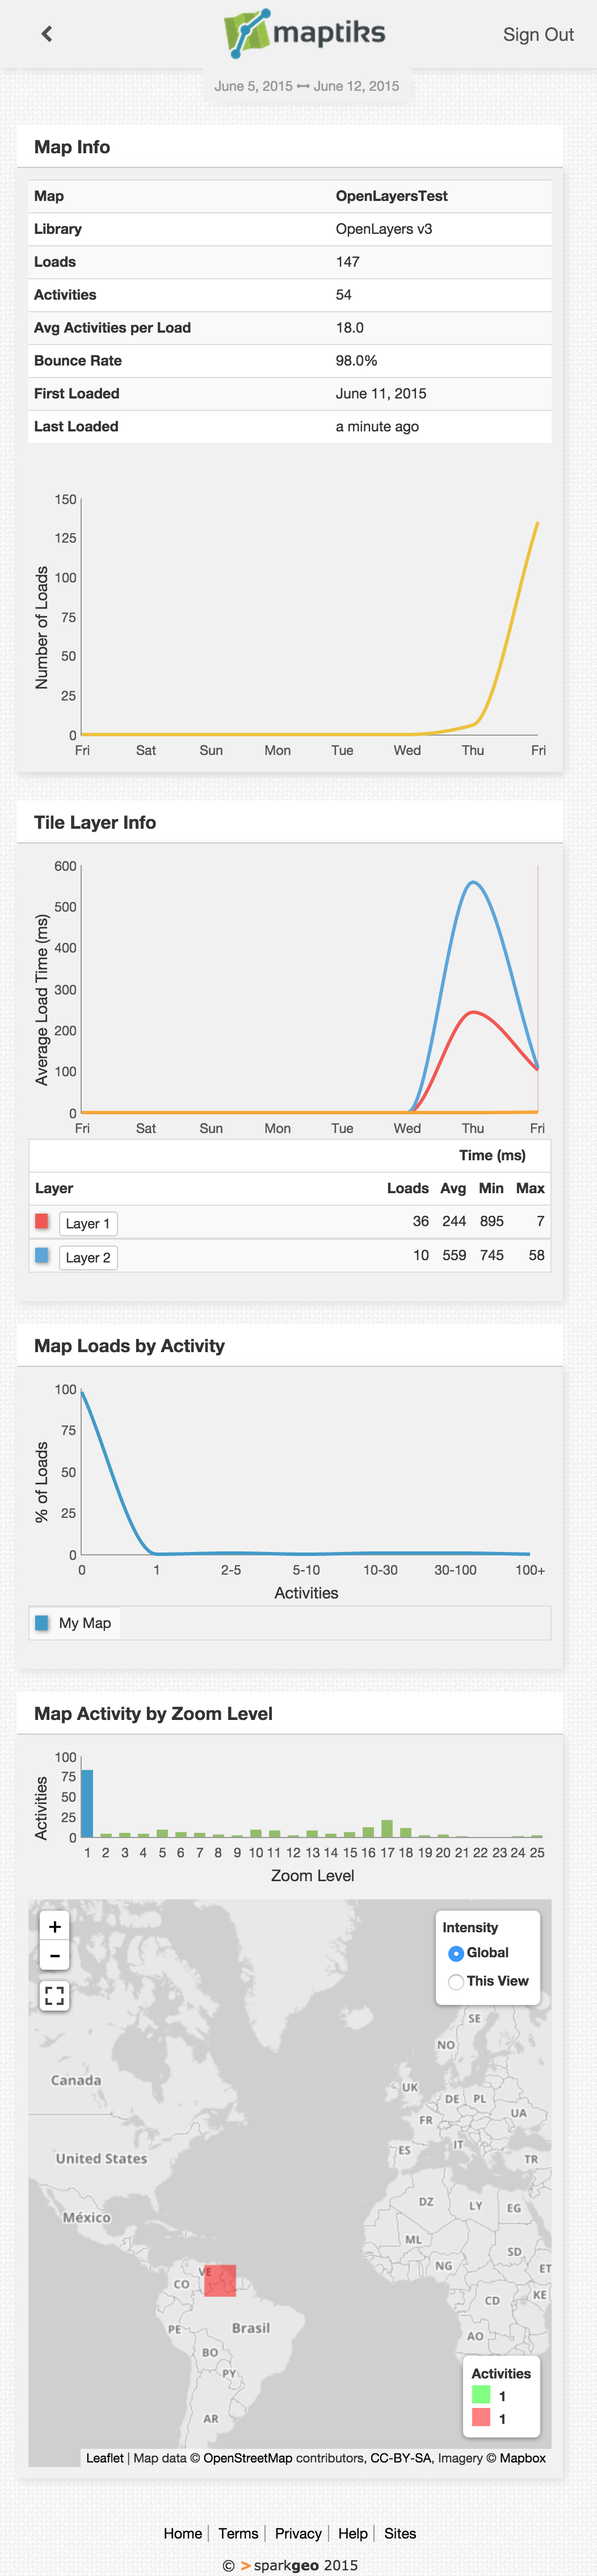 maptiks
Sign Out
June 5, 2015 ↔ June 12, 2015
Map Info
Map OpenLayersTest
Library OpenLayers v3
Loads 147
Activities 54
Avg Activities per Load 18.0
Bounce Rate 98.0%
First Loaded June 11, 2015
Last Loaded a minute ago
Number of Loads
150
125
100
75
50
25
0
Fri Sat Sun Mon Tue Wed Thu Fri
Tile Layer Info
Average Load Time (ms)
600
500
400
300
200
100
0
Fri Sat Sun Mon Tue Wed Thu Fri
Time (ms)
Layer Loads Avg Min Max
Layer 1 36 244 895 7
Layer 2 10 559 745 58
Map Loads by Activity
% of Loads
100
75
50
25
0
0 1 2-5 5-10 10-30 30-100 100+
Activities
My Map
Map Activity by Zoom Level
Activities
100
75
50
25
0
1 2 3 4 5 6 7 8 9 10 11 12 13 14 15 16 17 18 19 20 21 22 23 24 25
Zoom Level
+
−
Intensity
Global
This View
SE
NO
Canada
UK
DE PL
FR
UA
United States
ES
IT
TR
México
DZ
LY
EG
ML
NG
SD
VE
CO
ET
KE
CD
PE
Brasil
AO
BO
PY
AR
Activities
1
1
Leaflet | Map data © OpenStreetMap contributors, CC-BY-SA, Imagery © Mapbox
Home | Terms | Privacy | Help | Sites
© > sparkgeo 2015